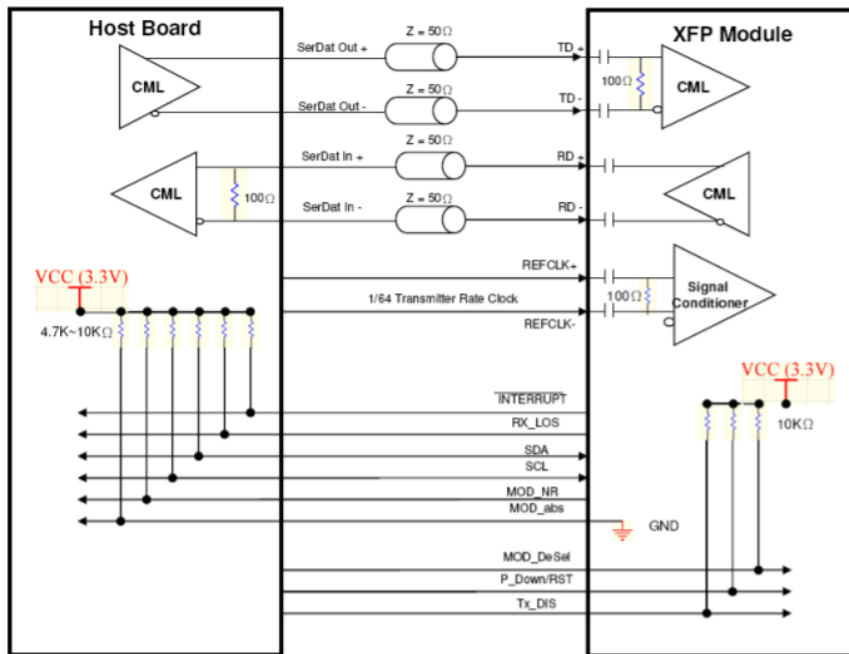 Host Board
XFP Module
CML
SerDat Out +
Z = 50Ω
TD +
100Ω
CML
SerDat Out -
Z = 50Ω
TD -
CML
100Ω
SerDat In +
Z = 50Ω
RD +
SerDat In -
Z = 50Ω
RD -
CML
REFCLK+
1/64 Transmitter Rate Clock
REFCLK-
100Ω
Signal
Conditioner
VCC (3.3V)
4.7K~10KΩ
VCC (3.3V)
10KΩ
INTERRUPT
RX_LOS
SDA
SCL
MOD_NR
MOD_abs
GND
MOD_DeSel
P_Down/RST
Tx_DIS